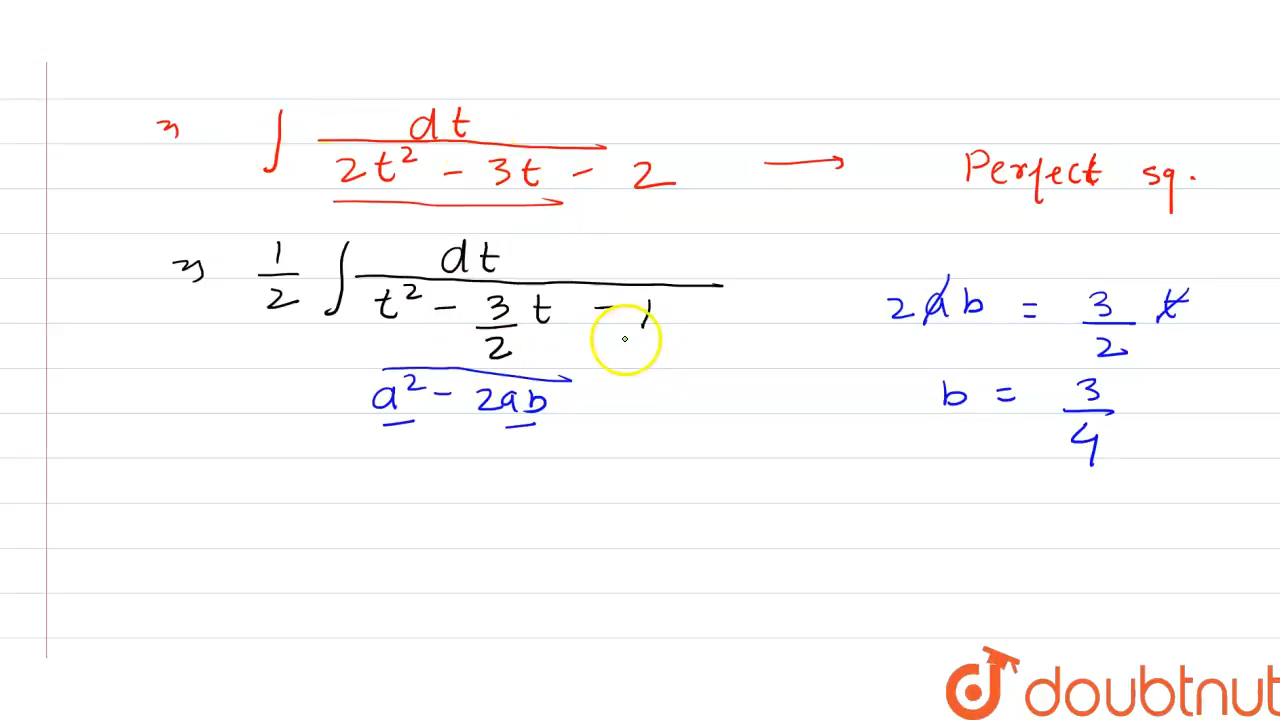 ⇒ ∫ dt / (2t² - 3t - 2) → Perfect sq.
⇒ 1/2 ∫ dt / (t² - 3/2 t - 1)
a² - 2ab
2ab = 3/2 t
b = 3/4
doubtnut